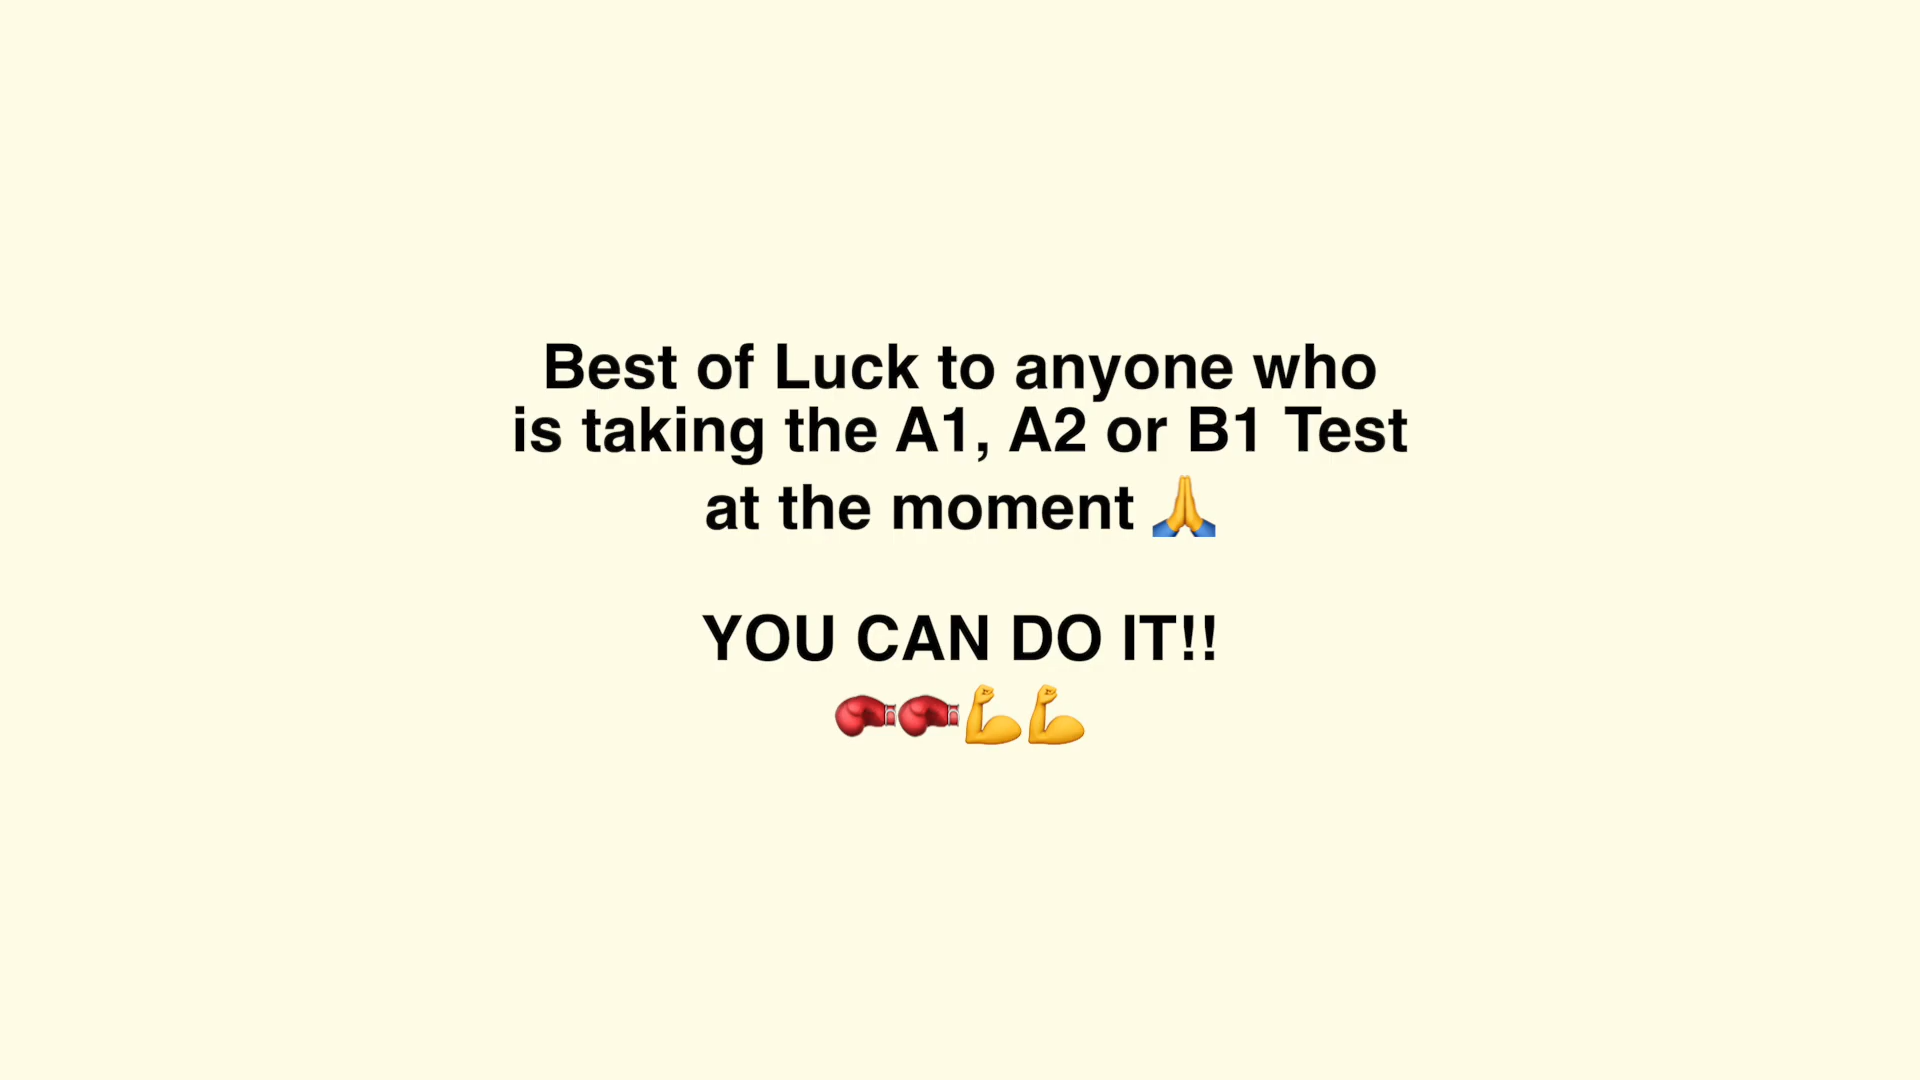 Best of Luck to anyone who
is taking the A1, A2 or B1 Test
at the moment 🙏
YOU CAN DO IT!!
🥊🥊💪💪